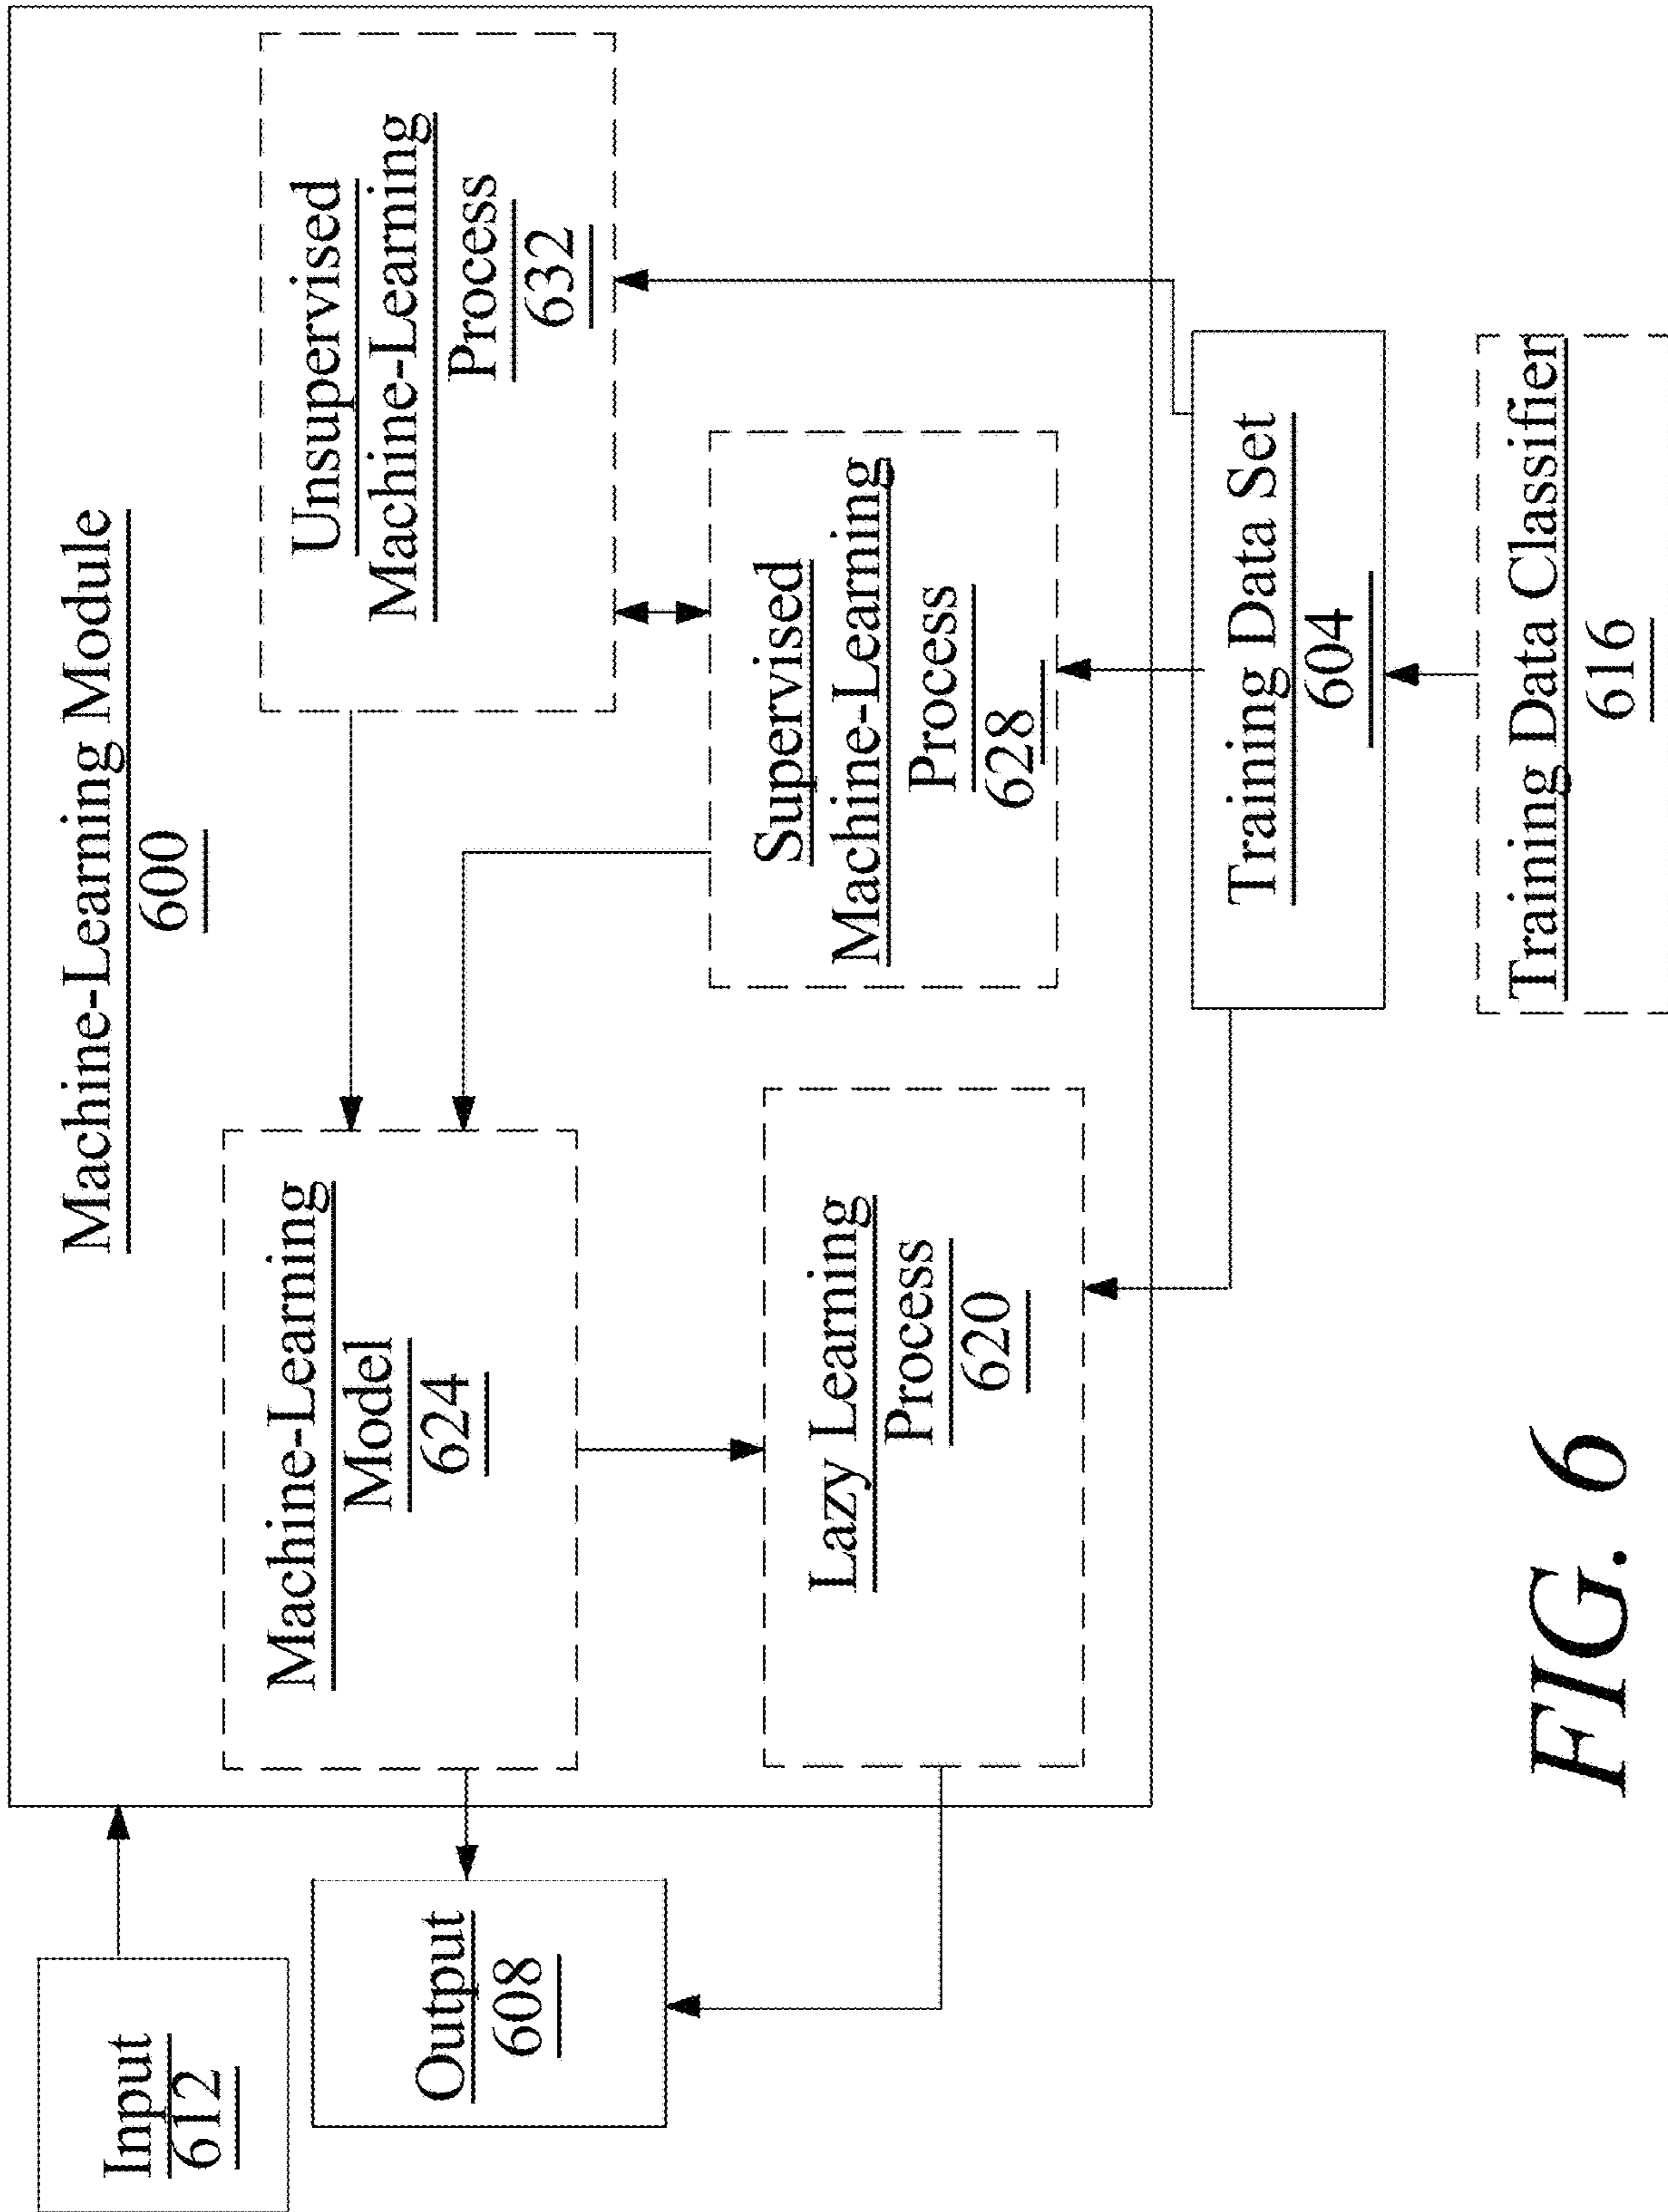 Machine-Learning Module
600
Input
612
Output
608
Machine-Learning
Model
624
Unsupervised
Machine-Learning
Process
632
Supervised
Machine-Learning
Process
628
Lazy Learning
Process
620
Training Data Set
604
Training Data Classifier
616
FIG. 6